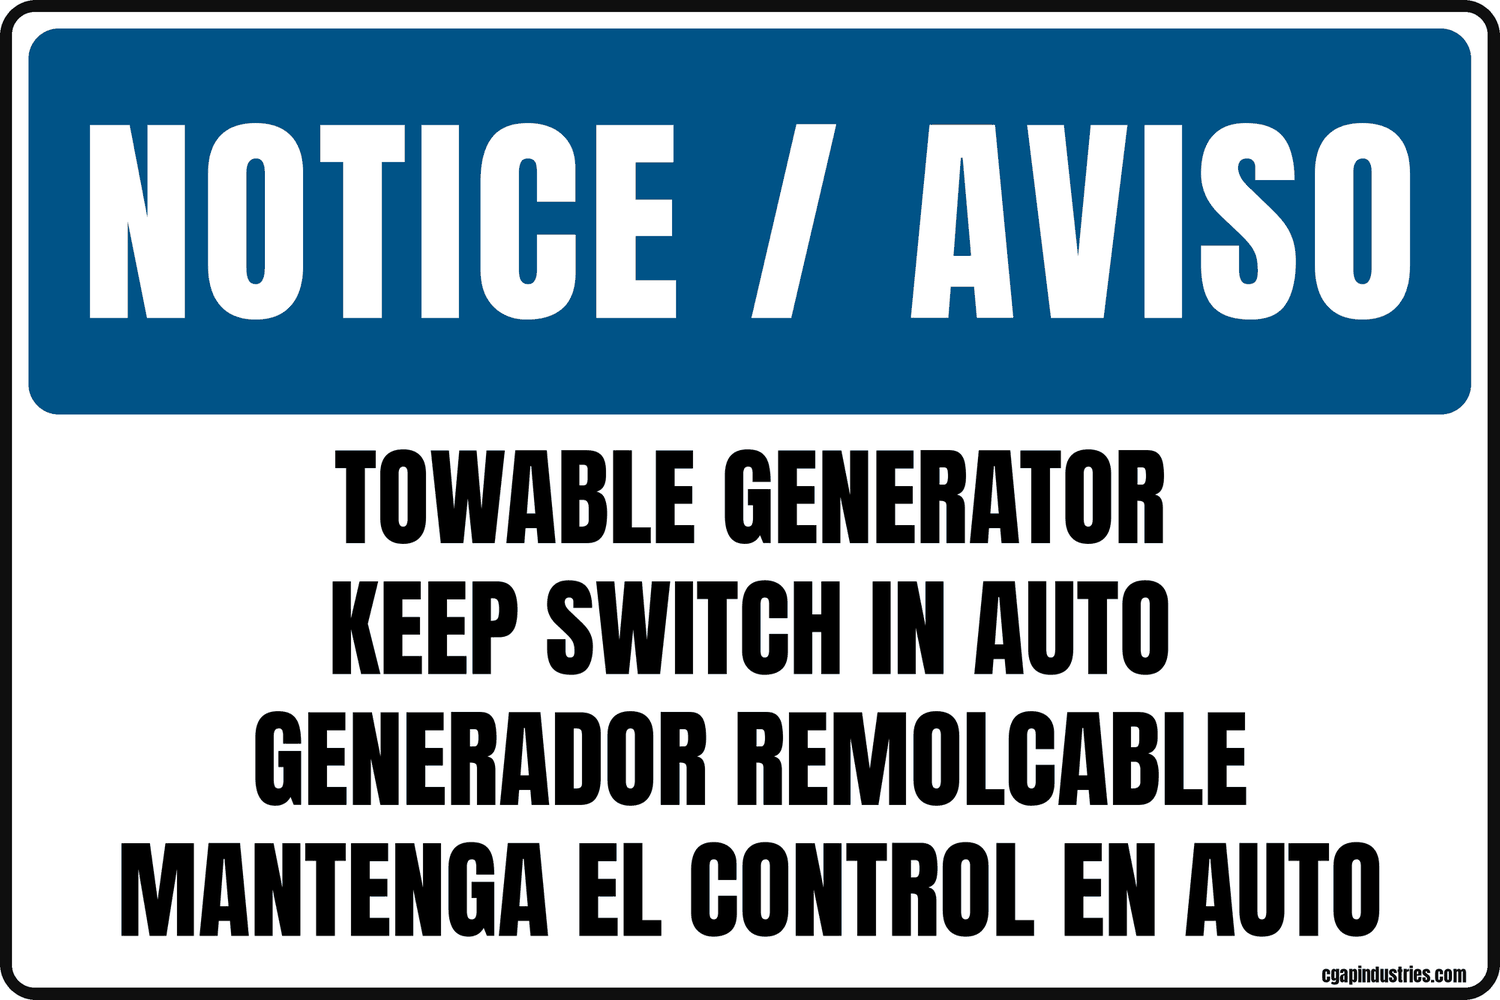 NOTICE / AVISO
TOWABLE GENERATOR
KEEP SWITCH IN AUTO
GENERADOR REMOLCABLE
MANTENGA EL CONTROL EN AUTO
cgapindustries.com